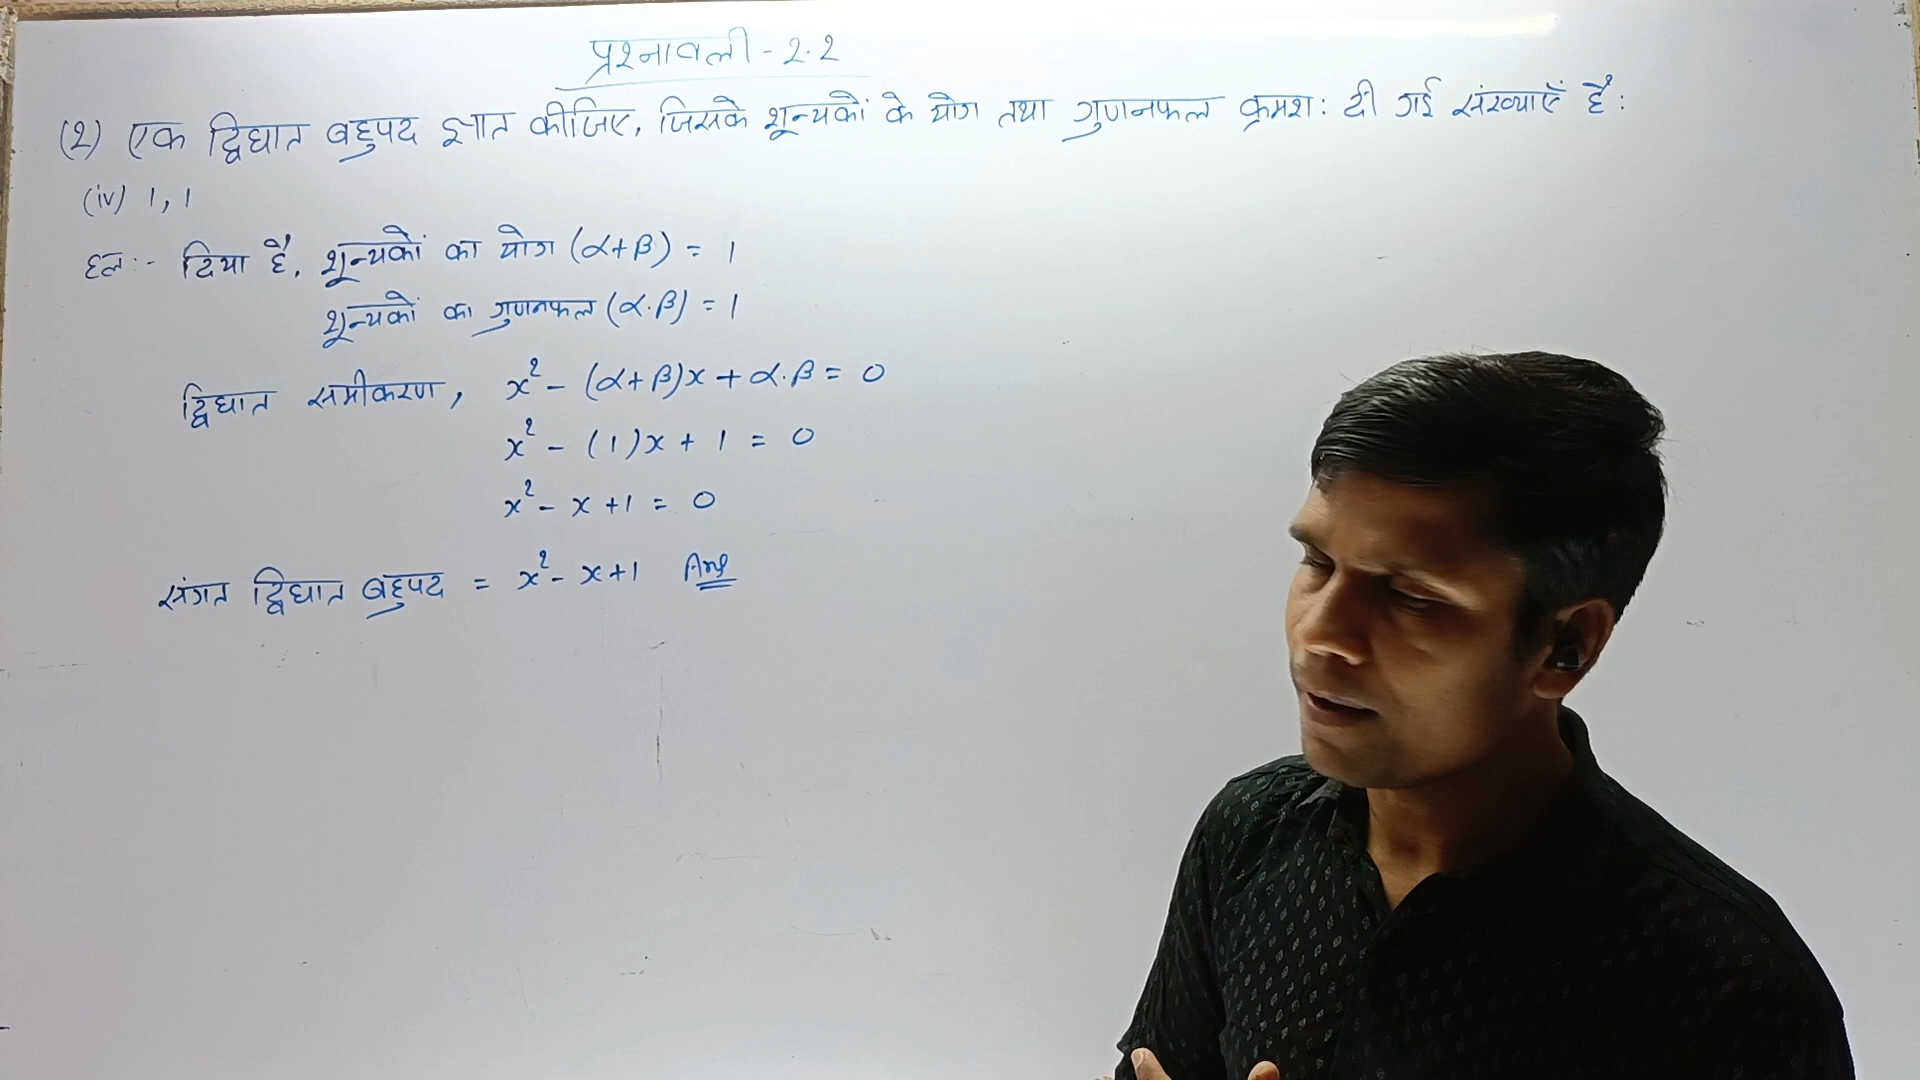 प्रश्नावली - 2.2
(2) एक द्विघात बहुपद ज्ञात कीजिए, जिसके शून्यकों के योग तथा गुणनफल क्रमश: दी गई संख्याएँ हैं:
(iv) 1, 1
हल:- दिया है, शून्यकों का योग (α+β) = 1
शून्यकों का गुणनफल (α.β) = 1
द्विघात समीकरण, x² - (α+β)x + α.β = 0
x² - (1)x + 1 = 0
x² - x + 1 = 0
संगत द्विघात बहुपद = x² - x + 1 Ans